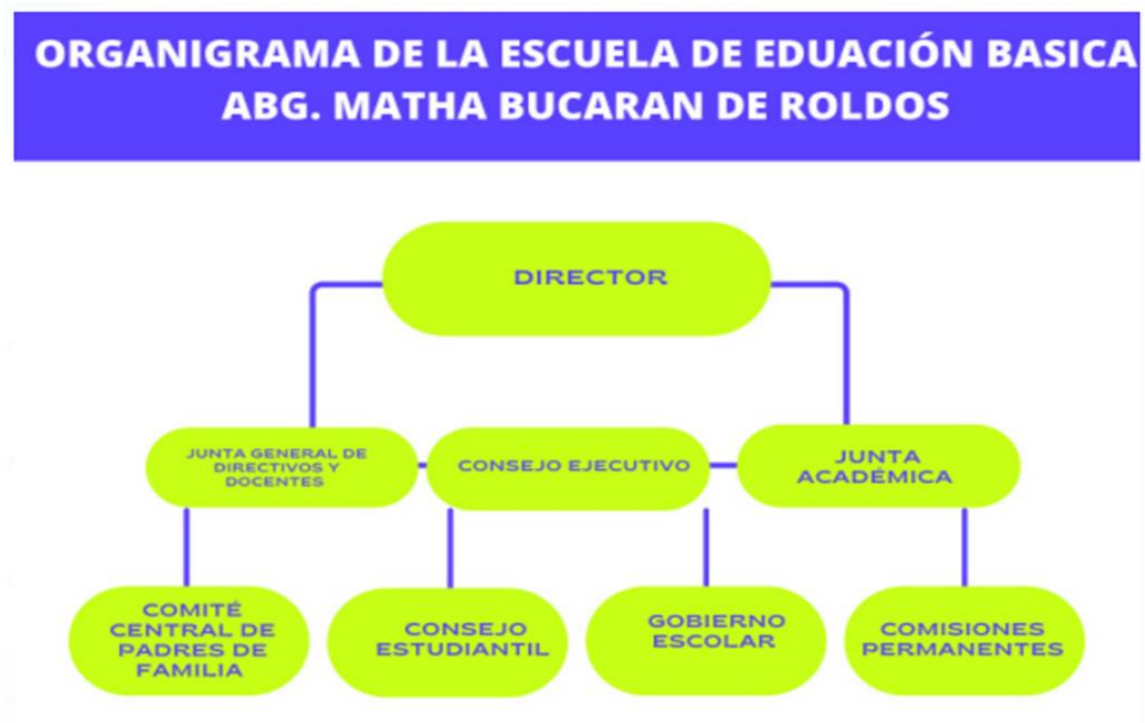 ORGANIGRAMA DE LA ESCUELA DE EDUACIÓN BASICA
ABG. MATHA BUCARAN DE ROLDOS
DIRECTOR
JUNTA GENERAL DE
DIRECTIVOS Y
DOCENTES
CONSEJO EJECUTIVO
JUNTA
ACADÉMICA
COMITÉ
CENTRAL DE
PADRES DE
FAMILIA
CONSEJO
ESTUDIANTIL
GOBIERNO
ESCOLAR
COMISIONES
PERMANENTES